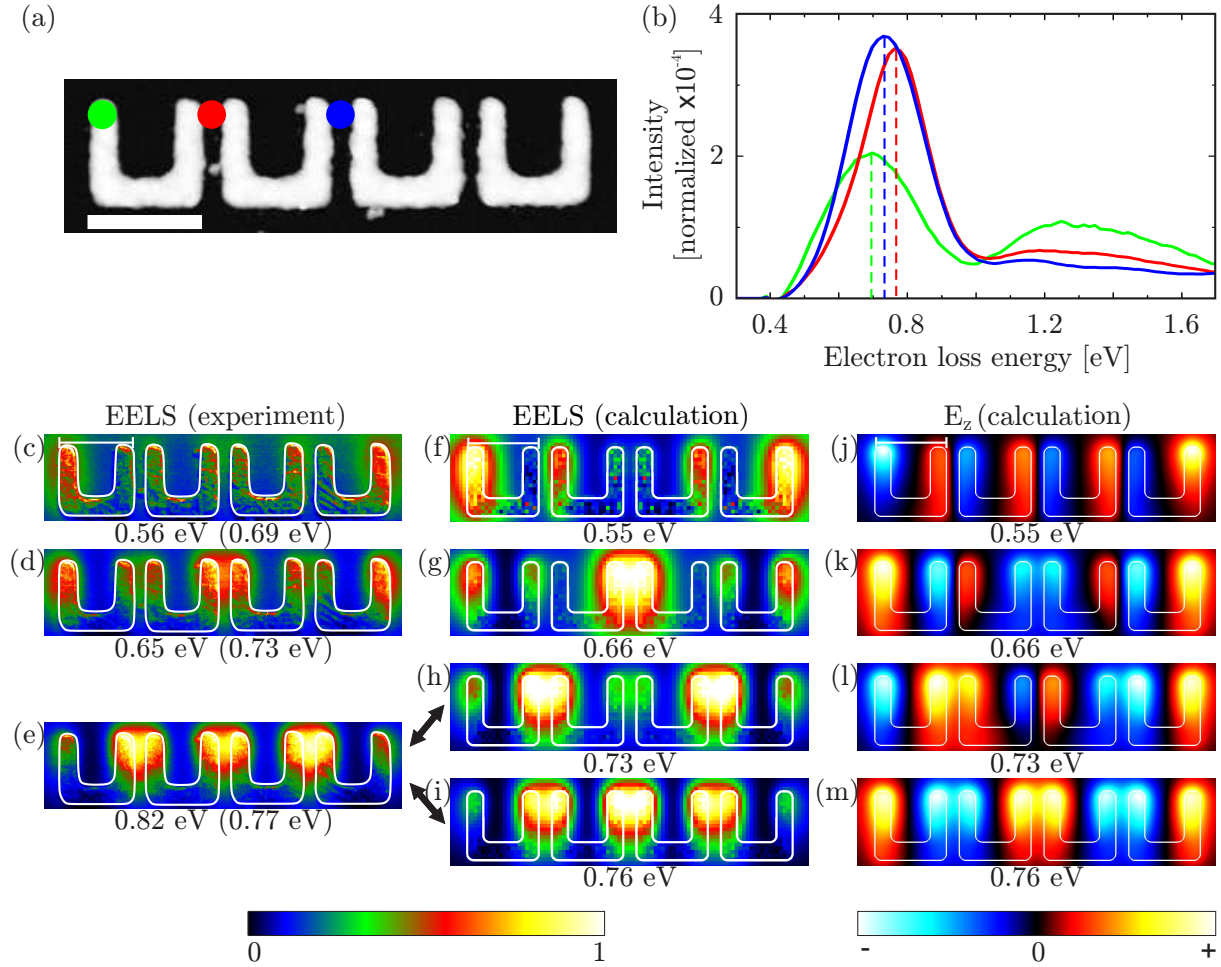 (a)
(b)
4
2
0
Intensity
[normalized x10⁻⁴]
0.4
0.8
1.2
1.6
Electron loss energy [eV]
EELS (experiment)
EELS (calculation)
E_z (calculation)
(c)
(f)
(j)
0.56 eV (0.69 eV)
0.55 eV
0.55 eV
(d)
(g)
(k)
0.65 eV (0.73 eV)
0.66 eV
0.66 eV
(h)
(l)
(e)
0.73 eV
0.73 eV
(i)
(m)
0.82 eV (0.77 eV)
0.76 eV
0.76 eV
0
1
-
0
+